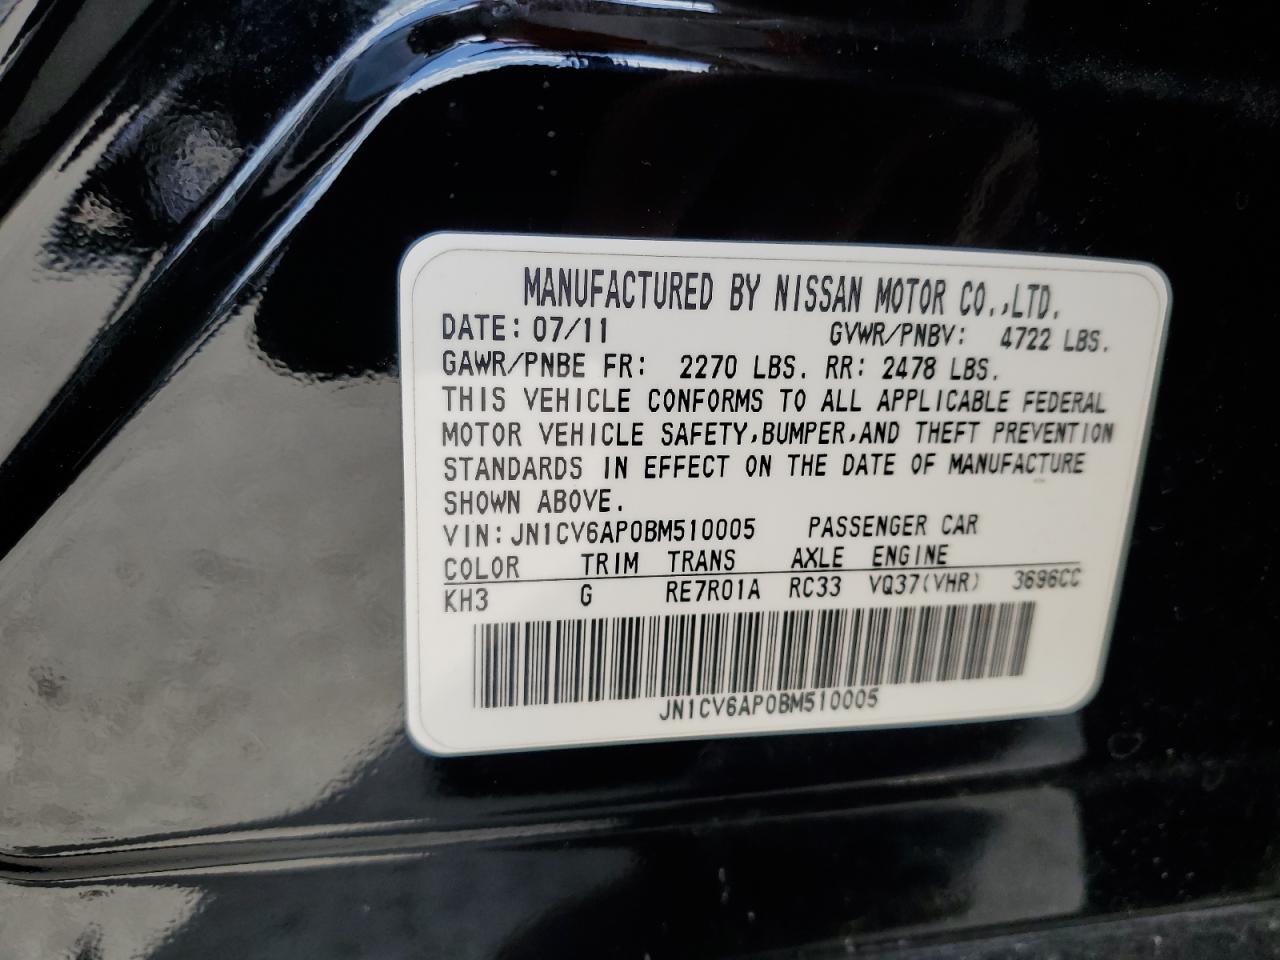 MANUFACTURED BY NISSAN MOTOR CO.,LTD.
DATE: 07/11 GVWR/PNBV: 4722 LBS.
GAWR/PNBE FR: 2270 LBS. RR: 2478 LBS.
THIS VEHICLE CONFORMS TO ALL APPLICABLE FEDERAL
MOTOR VEHICLE SAFETY,BUMPER,AND THEFT PREVENTION
STANDARDS IN EFFECT ON THE DATE OF MANUFACTURE
SHOWN ABOVE.
VIN:JN1CV6AP0BM510005 PASSENGER CAR
COLOR TRIM TRANS AXLE ENGINE
KH3 G RE7R01A RC33 VQ37(VHR) 3696CC
JN1CV6AP0BM510005